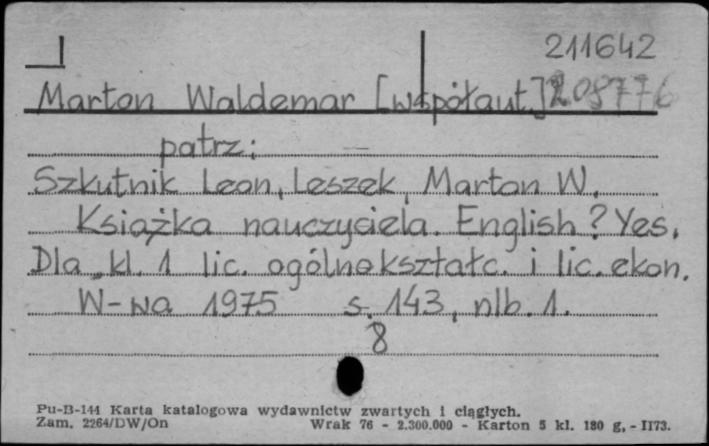 211642
Marton Waldemar [współaut.] 208776
patrz:
Szkutnik Leon, Leszek, Marton W.
Książka nauczyciela. English? Yes.
Dla kl. 1 lic. ogólnokształc. i lic. ekon.
W-wa 1975 s. 143, nlb. 1.
8
Pu-B-144 Karta katalogowa wydawnictw zwartych i ciągłych.
Zam. 2264/DW/On Wrak 76 - 2.300.000 - Karton 5 kl. 180 g, - II73.